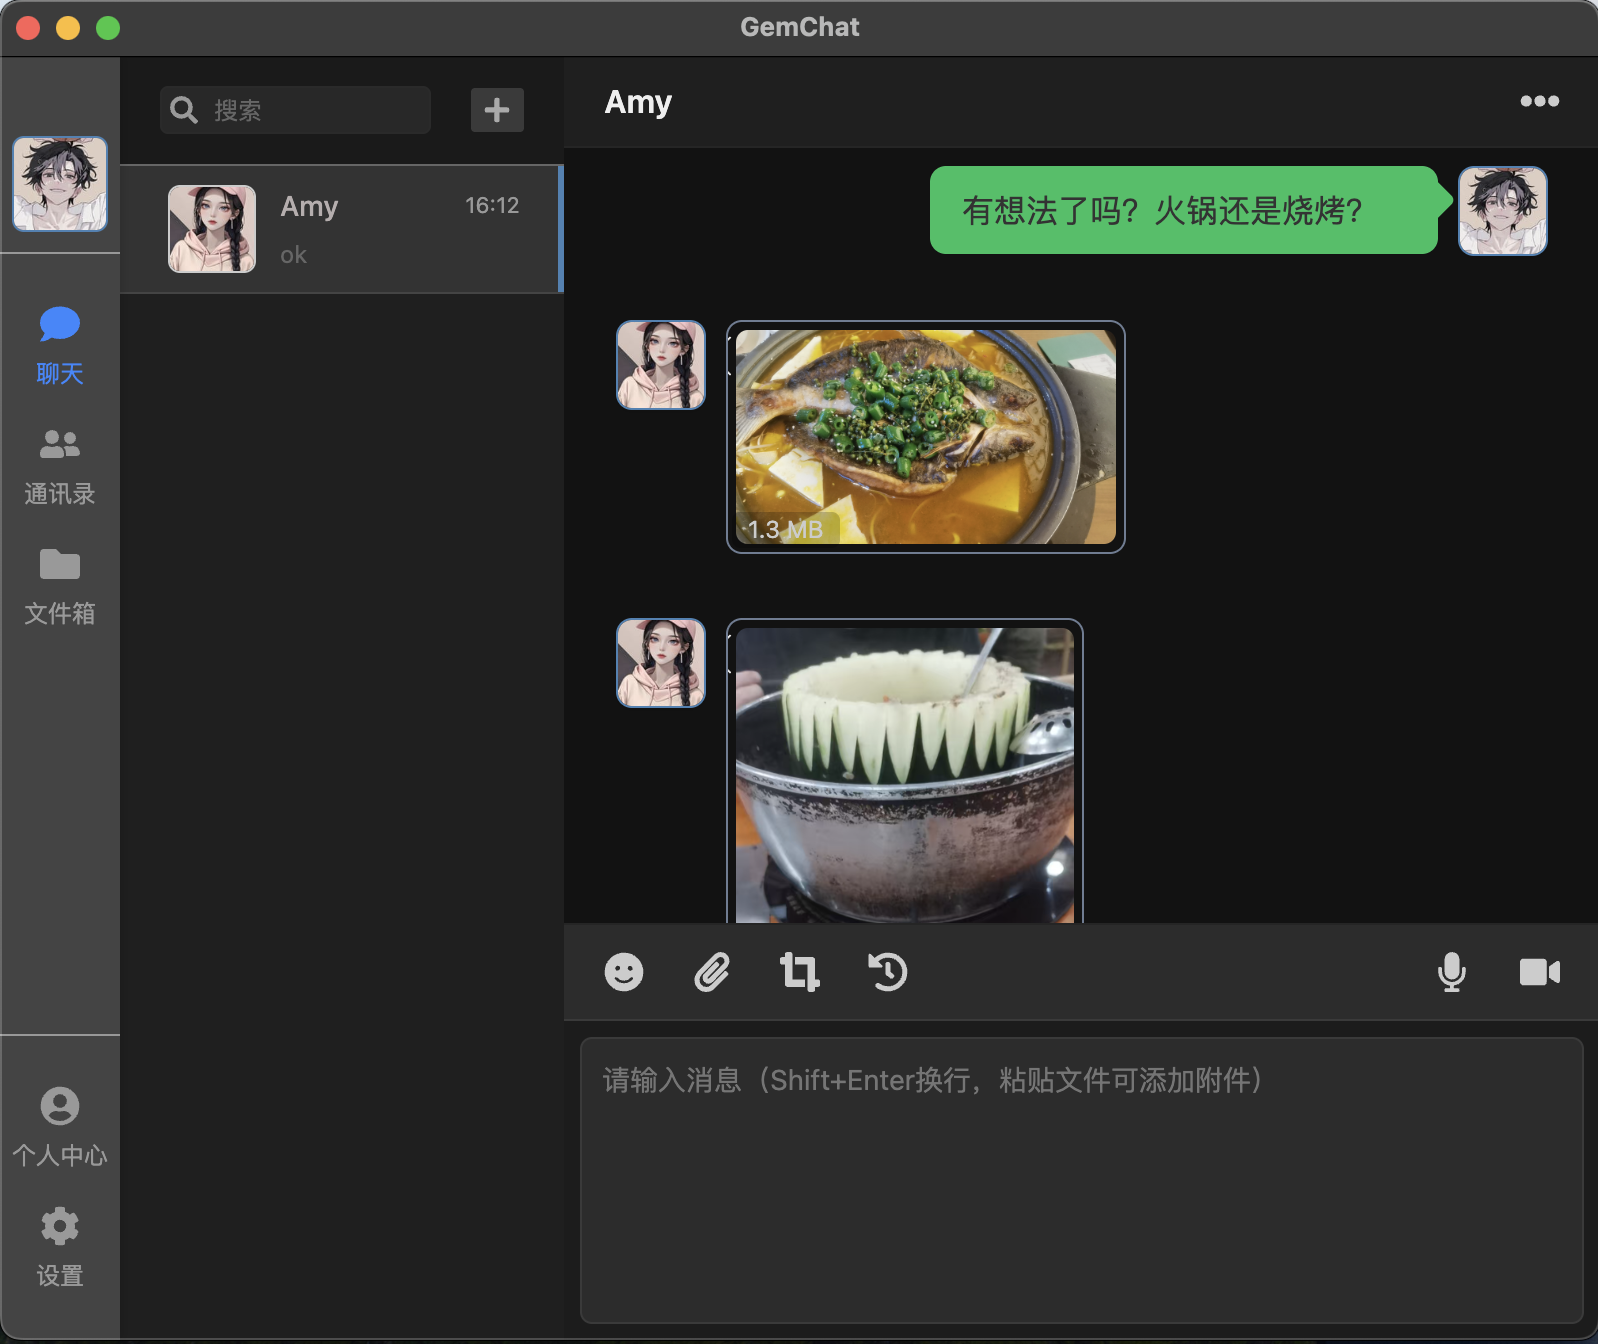 GemChat
搜索
Amy
16:12
ok
聊天
通讯录
文件箱
个人中心
设置
Amy
有想法了吗？火锅还是烧烤？
1.3 MB
请输入消息（Shift+Enter换行，粘贴文件可添加附件）